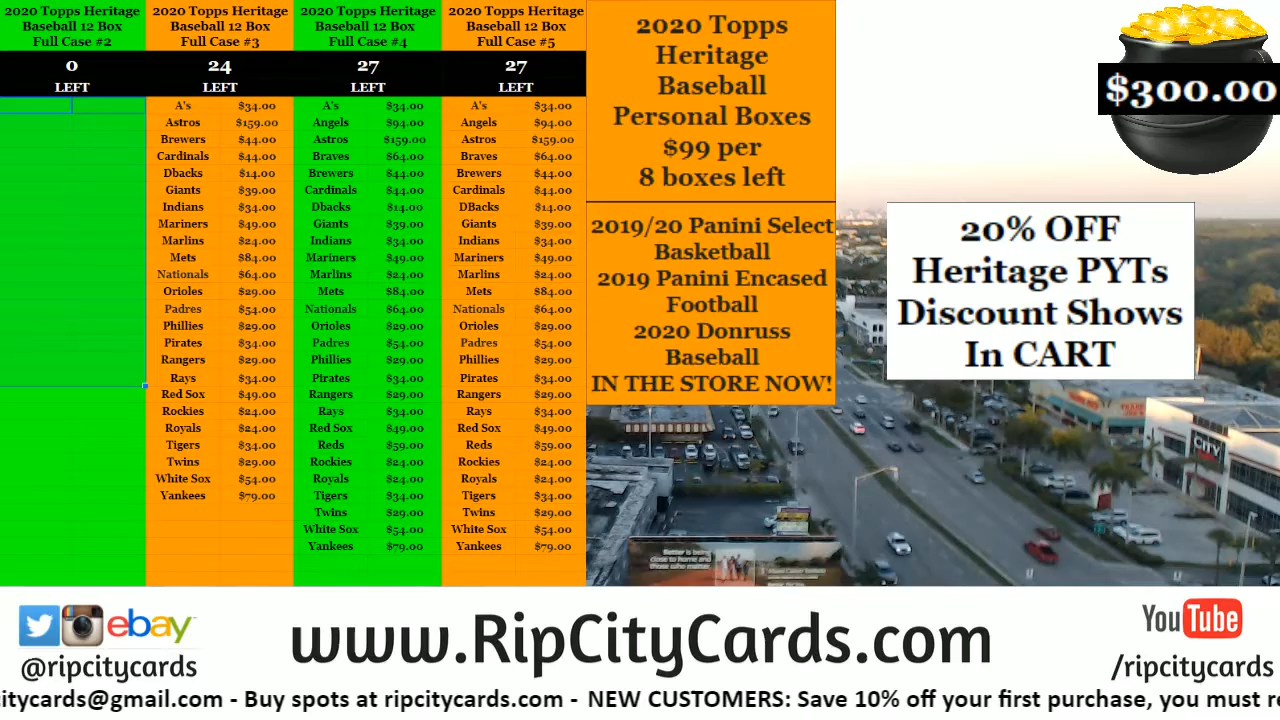 2020 Topps Heritage
Baseball 12 Box
Full Case #2
0
LEFT
2020 Topps Heritage
Baseball 12 Box
Full Case #3
24
LEFT
A's $34.00
Astros $159.00
Brewers $44.00
Cardinals $44.00
Dbacks $14.00
Giants $39.00
Indians $34.00
Mariners $49.00
Marlins $24.00
Mets $84.00
Nationals $64.00
Orioles $29.00
Padres $54.00
Phillies $29.00
Pirates $34.00
Rangers $29.00
Rays $34.00
Red Sox $49.00
Rockies $24.00
Royals $24.00
Tigers $34.00
Twins $29.00
White Sox $54.00
Yankees $79.00
2020 Topps Heritage
Baseball 12 Box
Full Case #4
27
LEFT
A's $34.00
Angels $94.00
Astros $159.00
Braves $64.00
Brewers $44.00
Cardinals $44.00
Dbacks $14.00
Giants $39.00
Indians $34.00
Mariners $49.00
Marlins $24.00
Mets $84.00
Nationals $64.00
Orioles $29.00
Padres $54.00
Phillies $29.00
Pirates $34.00
Rangers $29.00
Rays $34.00
Red Sox $49.00
Reds $59.00
Rockies $24.00
Royals $24.00
Tigers $34.00
Twins $29.00
White Sox $54.00
Yankees $79.00
2020 Topps Heritage
Baseball 12 Box
Full Case #5
27
LEFT
A's $34.00
Angels $94.00
Astros $159.00
Braves $64.00
Brewers $44.00
Cardinals $44.00
DBacks $14.00
Giants $39.00
Indians $34.00
Mariners $49.00
Marlins $24.00
Mets $84.00
Nationals $64.00
Orioles $29.00
Padres $54.00
Phillies $29.00
Pirates $34.00
Rangers $29.00
Rays $34.00
Red Sox $49.00
Reds $59.00
Rockies $24.00
Royals $24.00
Tigers $34.00
Twins $29.00
White Sox $54.00
Yankees $79.00
2020 Topps
Heritage
Baseball
Personal Boxes
$99 per
8 boxes left
2019/20 Panini Select
Basketball
2019 Panini Encased
Football
2020 Donruss
Baseball
IN THE STORE NOW!
$300.00
20% OFF
Heritage PYTs
Discount Shows
In CART
CITY
Better is being
close to home and
those who matter.
ebay
@ripcitycards
www.RipCityCards.com
YouTube
/ripcitycards
citycards@gmail.com - Buy spots at ripcitycards.com - NEW CUSTOMERS: Save 10% off your first purchase, you must re